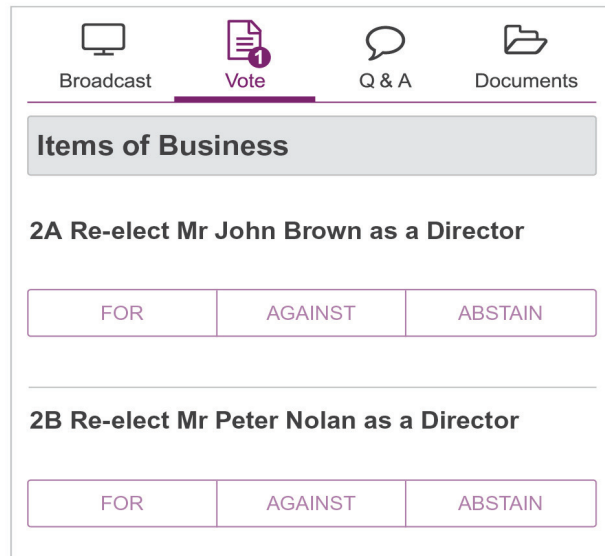 1
Broadcast Vote Q & A Documents
Items of Business
2A Re-elect Mr John Brown as a Director
FOR AGAINST ABSTAIN
2B Re-elect Mr Peter Nolan as a Director
FOR AGAINST ABSTAIN